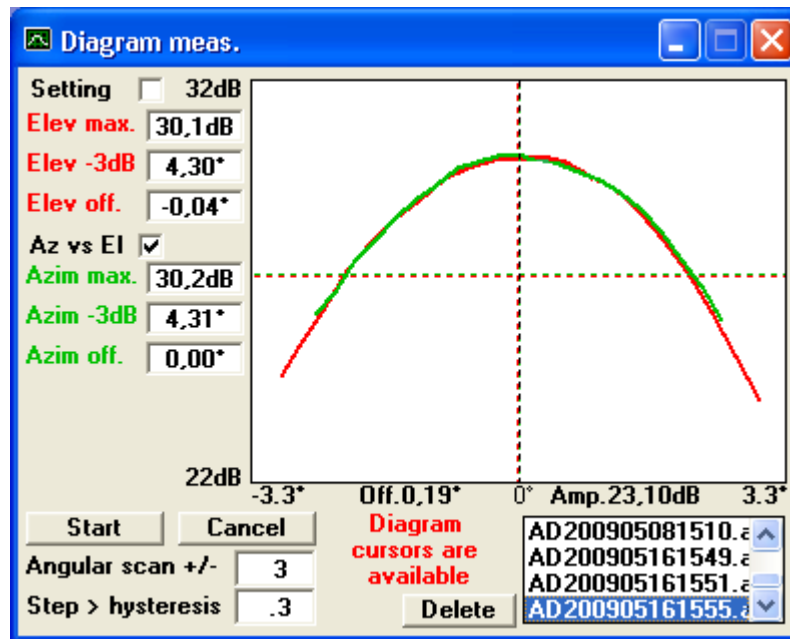 Diagram meas.
Setting 32dB
Elev max. 30,1dB
Elev -3dB 4,30°
Elev off. -0,04°
Az vs El
Azim max. 30,2dB
Azim -3dB 4,31°
Azim off. 0,00°
22dB
-3.3° Off.0,19° 0° Amp.23,10dB 3.3°
Start Cancel
Angular scan +/- 3
Step > hysteresis .3
Diagram
cursors are
available
Delete
AD200905081510.a
AD200905161549.a
AD200905161551.a
AD200905161555.a